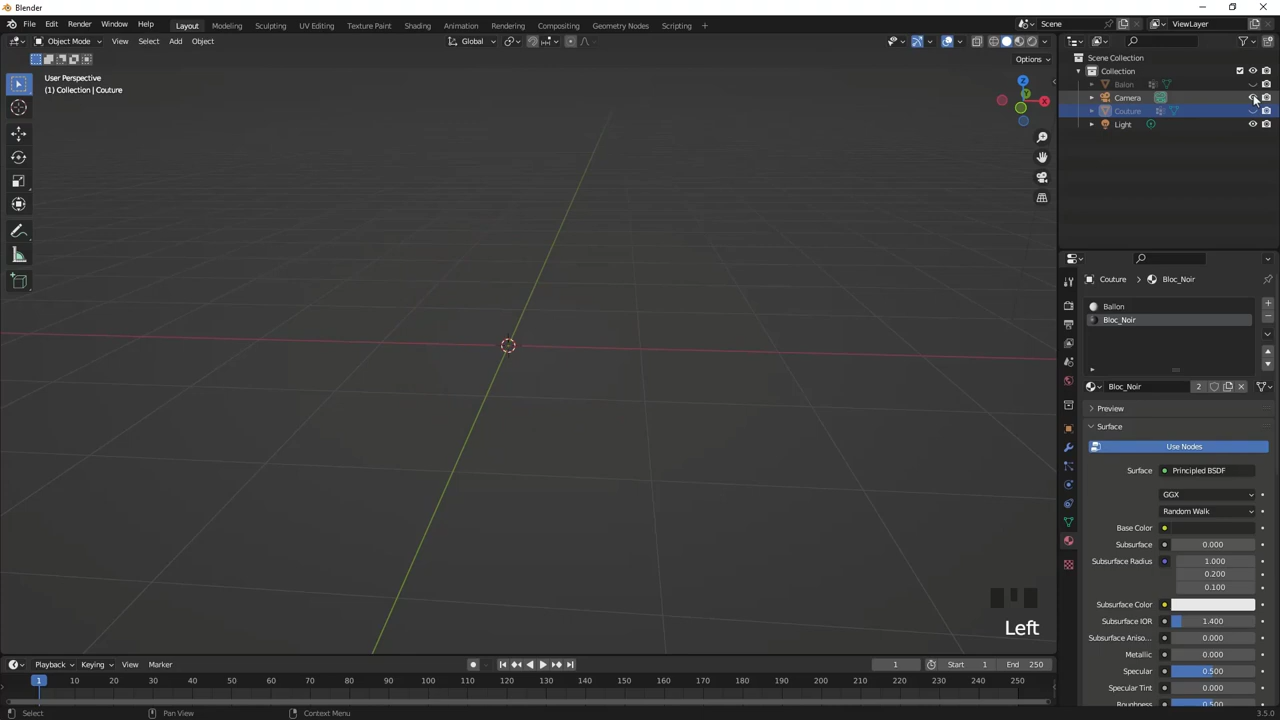 Blender
File Edit Render Window Help Layout Modeling Sculpting UV Editing Texture Paint Shading Animation Rendering Compositing Geometry Nodes Scripting + Scene ViewLayer
Object Mode View Select Add Object Global
Options
User Perspective
(1) Collection | Couture
X
Y
Z
Scene Collection
Collection
Balon
Camera
Couture
Light
Couture > Bloc_Noir
Ballon
Bloc_Noir
Bloc_Noir 2
Preview
Surface
Use Nodes
Surface Principled BSDF
GGX
Random Walk
Base Color
Subsurface 0.000
Subsurface Radius 1.000
0.200
0.100
Subsurface Color
Subsurface IOR 1.400
Subsurface Aniso... 0.000
Metallic 0.000
Specular 0.500
Specular Tint 0.000
Roughness 0.500
Left
Playback Keying View Marker 1 Start 1 End 250
1 10 20 30 40 50 60 70 80 90 100 110 120 130 140 150 160 170 180 190 200 210 220 230 240 250
Select Pan View Context Menu 3.5.0